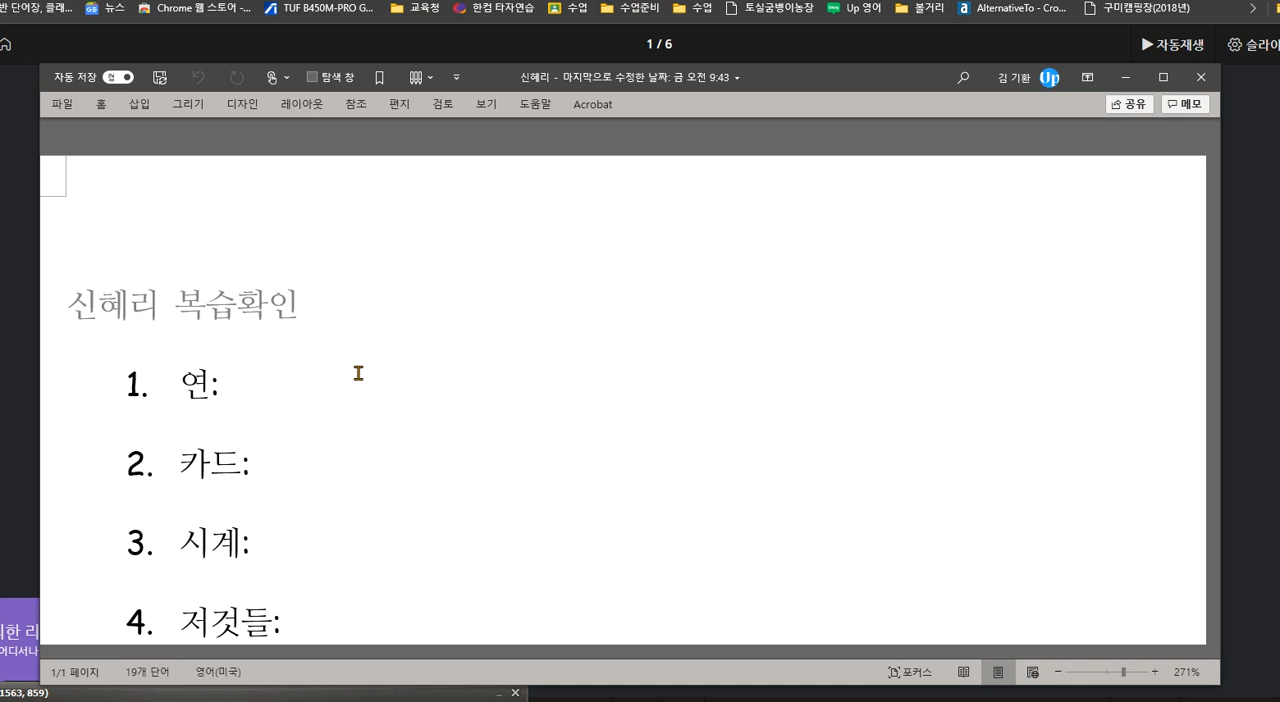 반 단어장, 클래... 뉴스 Chrome 웹 스토어 -... TUF B450M-PRO G... 교육청 한컴 타자연습 수업 수업준비 수업 토실굼벵이농장 Up 영어 볼거리 AlternativeTo - Cro... 구미캠핑장(2018년)
1 / 6 자동재생 슬라이
자동 저장 컴 탐색 창 신혜리 - 마지막으로 수정한 날짜: 금 오전 9:43 김 기환 Up
파일 홈 삽입 그리기 디자인 레이아웃 참조 편지 검토 보기 도움말 Acrobat 공유 메모
신혜리 복습확인
1. 연:
2. 카드:
3. 시계:
4. 저것들:
한 리
어디서나
1/1 페이지 19개 단어 영어(미국) 포커스 271%
1563, 859)